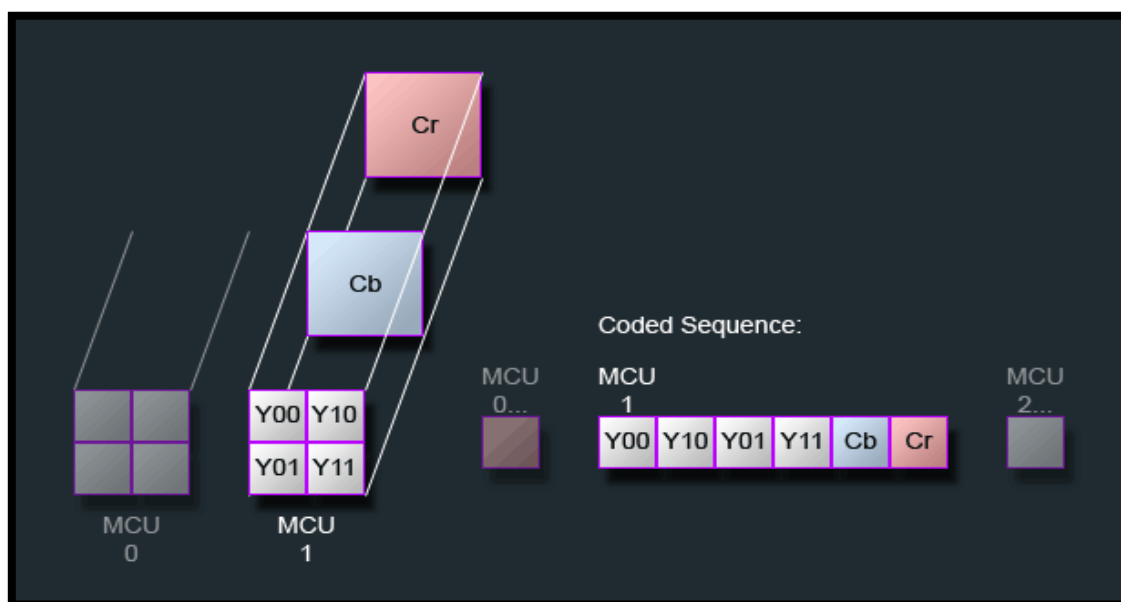 Cr
Cb
Coded Sequence:
MCU
0...
MCU
1
MCU
2...
Y00 Y10
Y01 Y11
Y00 Y10 Y01 Y11 Cb Cr
MCU
0
MCU
1